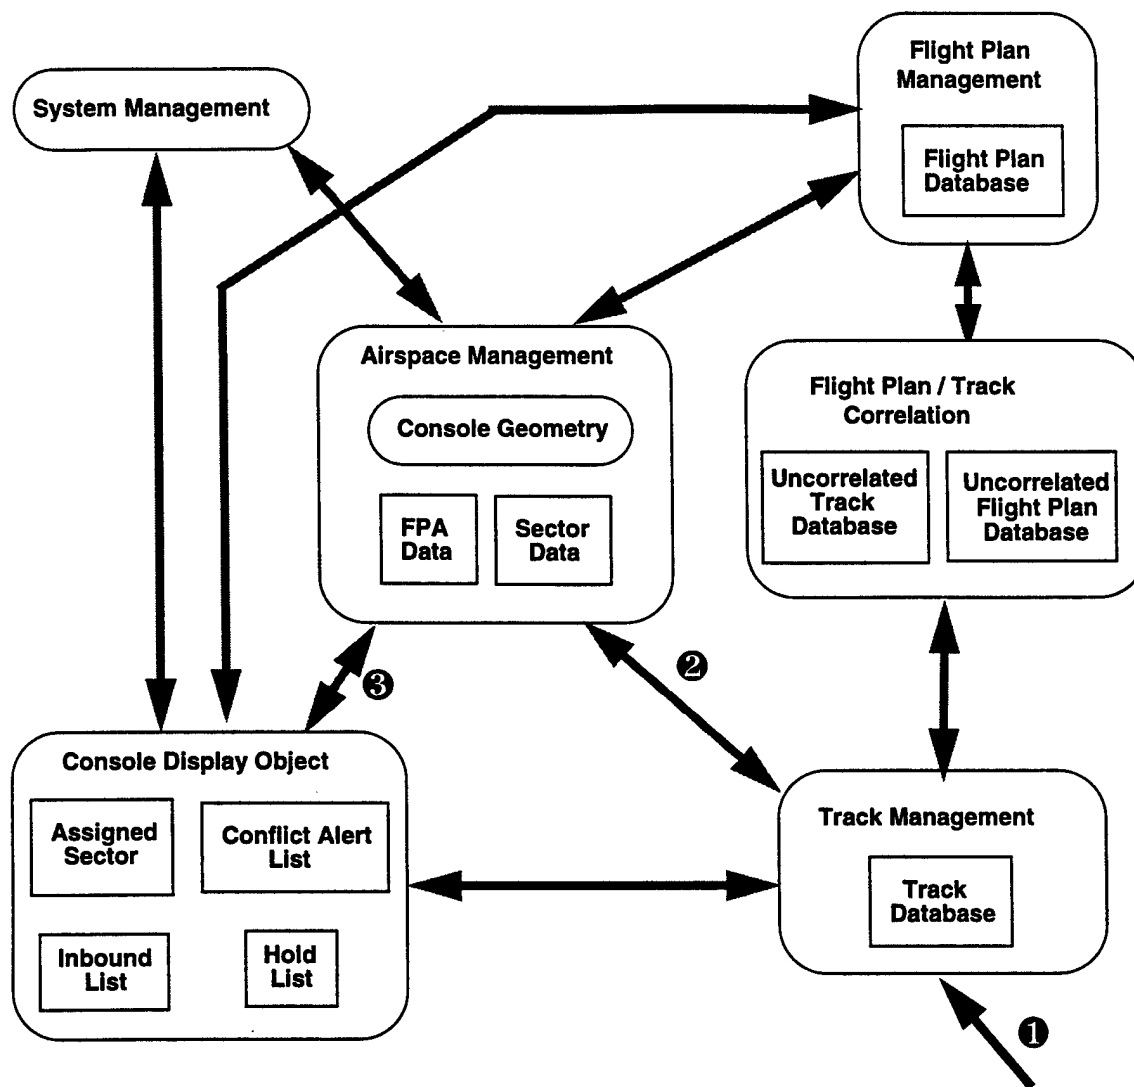 Flight Plan
Management
System Management
Flight Plan
Database
Airspace Management
Console Geometry
FPA
Data
Sector
Data
Flight Plan / Track
Correlation
Uncorrelated
Track
Database
Uncorrelated
Flight Plan
Database
❷
❸
Console Display Object
Assigned
Sector
Conflict Alert
List
Inbound
List
Hold
List
Track Management
Track
Database
❶